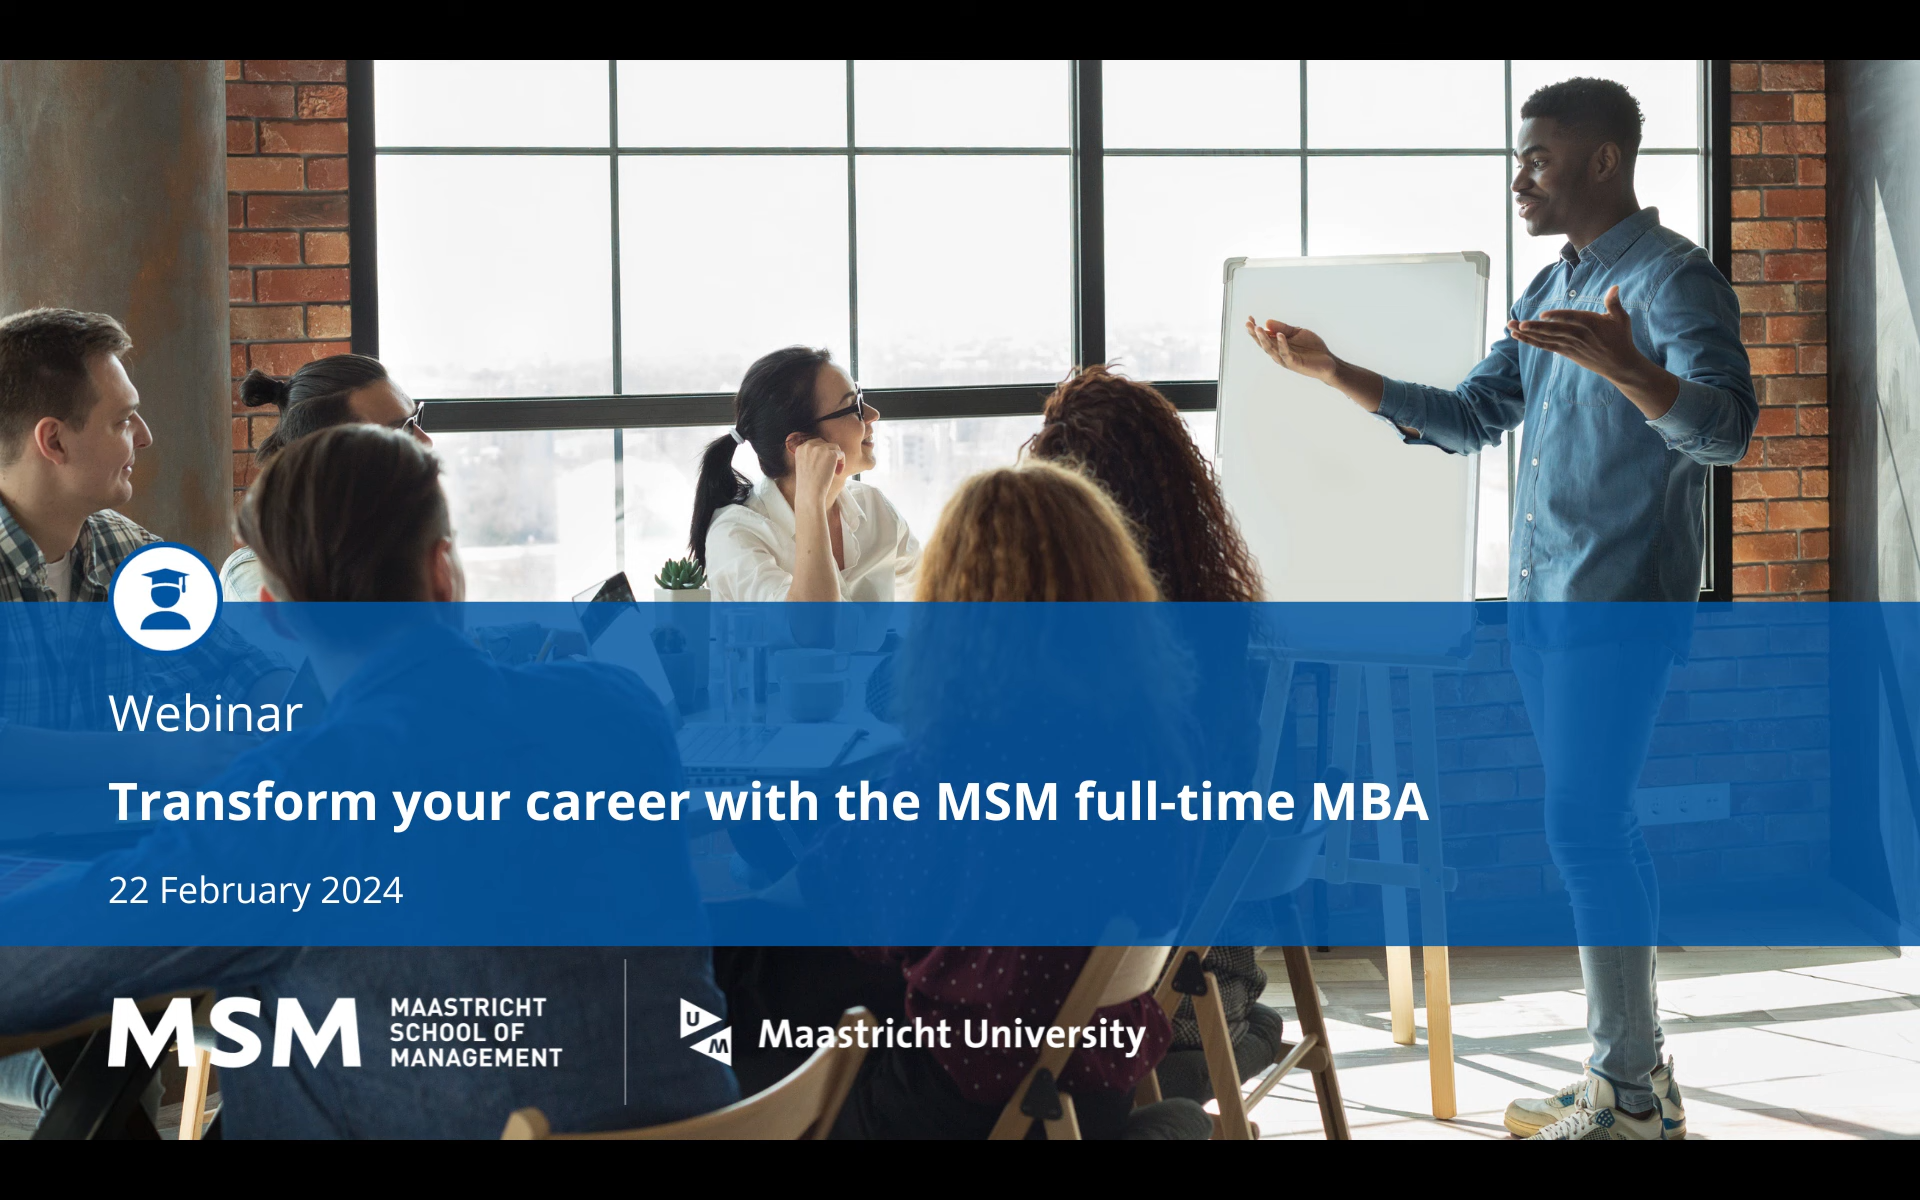 Webinar
Transform your career with the MSM full-time MBA
22 February 2024
MSM
MAASTRICHT
SCHOOL OF
MANAGEMENT
UM
Maastricht University